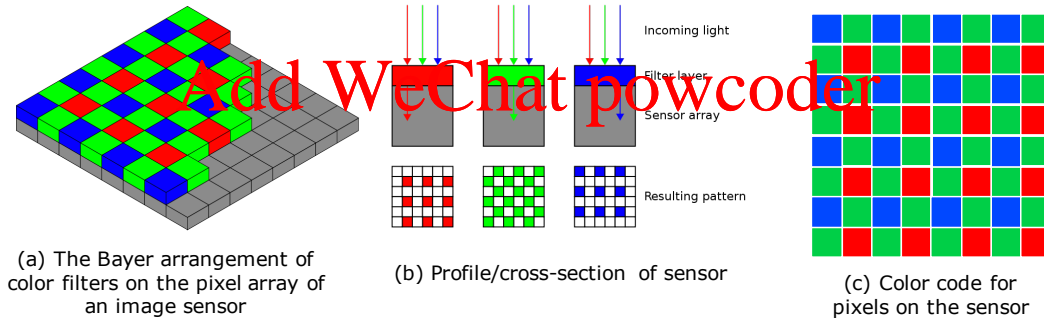 Incoming light
Filter layer
Add WeChat powcoder
Sensor array
Resulting pattern
(a) The Bayer arrangement of
color filters on the pixel array of
an image sensor
(b) Profile/cross-section of sensor
(c) Color code for
pixels on the sensor